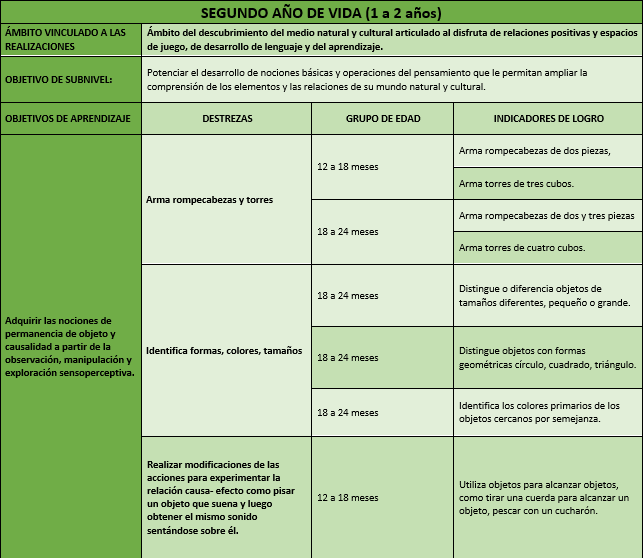 SEGUNDO AÑO DE VIDA (1 a 2 años)
ÁMBITO VINCULADO A LAS
REALIZACIONES
Ámbito del descubrimiento del medio natural y cultural articulado al disfruta de relaciones positivas y espacios
de juego, de desarrollo de lenguaje y del aprendizaje.
OBJETIVO DE SUBNIVEL:
Potenciar el desarrollo de nociones básicas y operaciones del pensamiento que le permitan ampliar la
comprensión de los elementos y las relaciones de su mundo natural y cultural.
OBJETIVOS DE APRENDIZAJE
DESTREZAS
GRUPO DE EDAD
INDICADORES DE LOGRO
Adquirir las nociones de
permanencia de objeto y
causalidad a partir de la
observación, manipulación y
exploración sensoperceptiva.
Arma rompecabezas y torres
12 a 18 meses
Arma rompecabezas de dos piezas,
Arma torres de tres cubos.
18 a 24 meses
Arma rompecabezas de dos y tres piezas
Arma torres de cuatro cubos.
Identifica formas, colores, tamaños
18 a 24 meses
Distingue o diferencia objetos de
tamaños diferentes, pequeño o grande.
18 a 24 meses
Distingue objetos con formas
geométricas círculo, cuadrado, triángulo.
18 a 24 meses
Identifica los colores primarios de los
objetos cercanos por semejanza.
Realizar modificaciones de las
acciones para experimentar la
relación causa- efecto como pisar
un objeto que suena y luego
obtener el mismo sonido
sentándose sobre él.
12 a 18 meses
Utiliza objetos para alcanzar objetos,
como tirar una cuerda para alcanzar un
objeto, pescar con un cucharón.